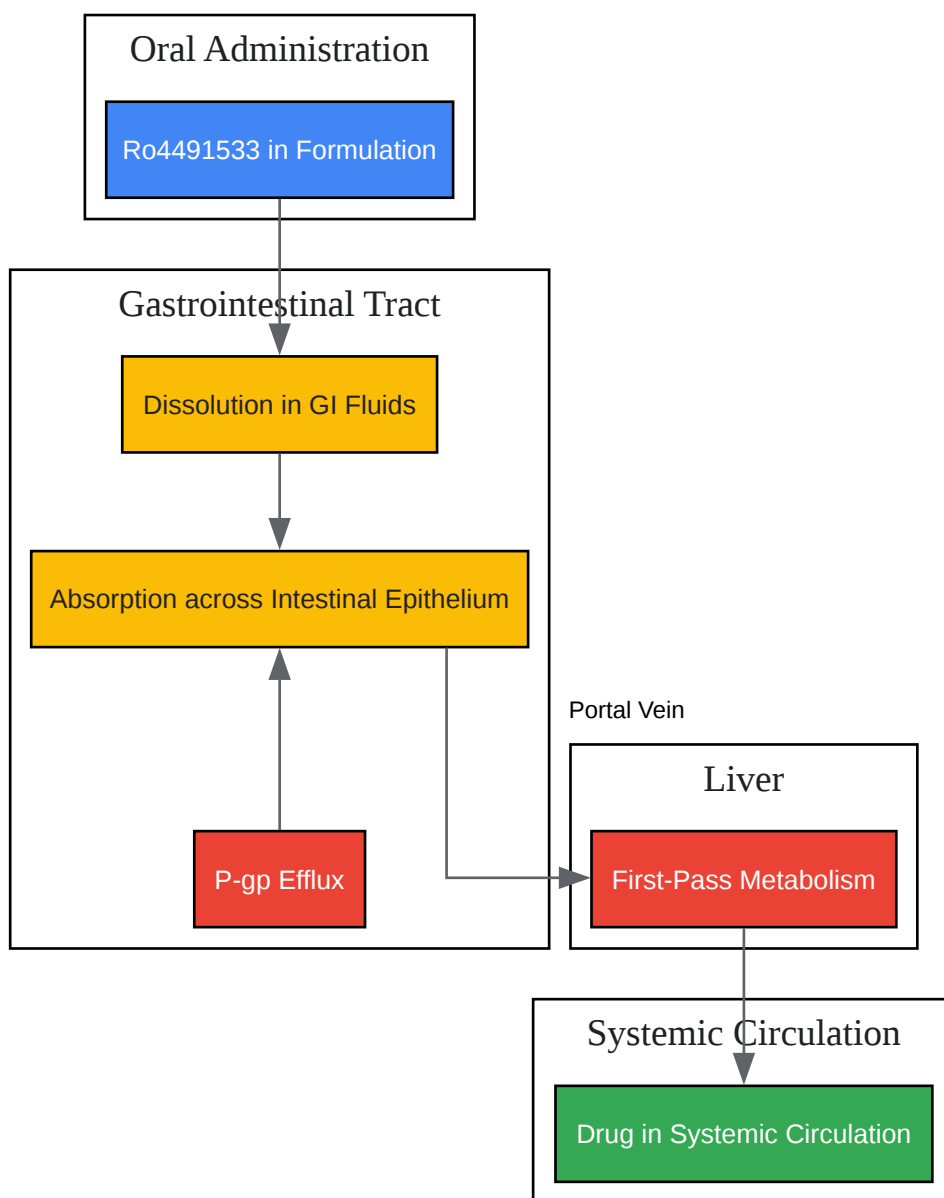 Oral Administration
Ro4491533 in Formulation
Gastrointestinal Tract
Dissolution in GI Fluids
Absorption across Intestinal Epithelium
P-gp Efflux
Portal Vein
Liver
First-Pass Metabolism
Systemic Circulation
Drug in Systemic Circulation